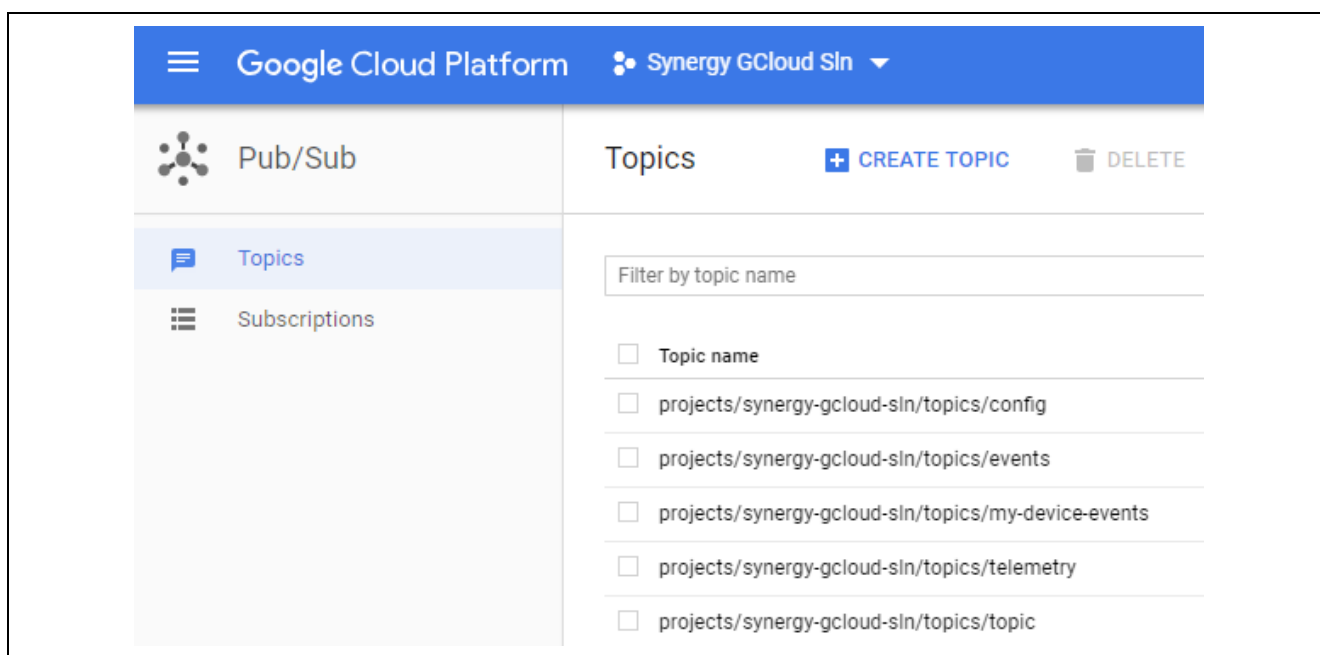 Google Cloud Platform Synergy GCloud Sln
Pub/Sub
Topics CREATE TOPIC DELETE
Topics
Subscriptions
Filter by topic name
Topic name
projects/synergy-gcloud-sln/topics/config
projects/synergy-gcloud-sln/topics/events
projects/synergy-gcloud-sln/topics/my-device-events
projects/synergy-gcloud-sln/topics/telemetry
projects/synergy-gcloud-sln/topics/topic